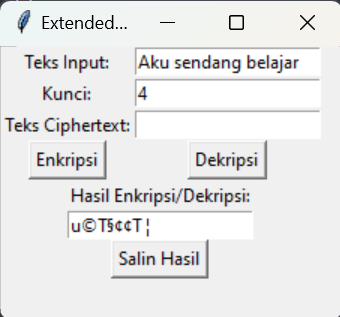 Extended...
Teks Input: Aku sendang belajar
Kunci: 4
Teks Ciphertext:
Enkripsi Dekripsi
Hasil Enkripsi/Dekripsi:
u©T§¢¢T¦
Salin Hasil